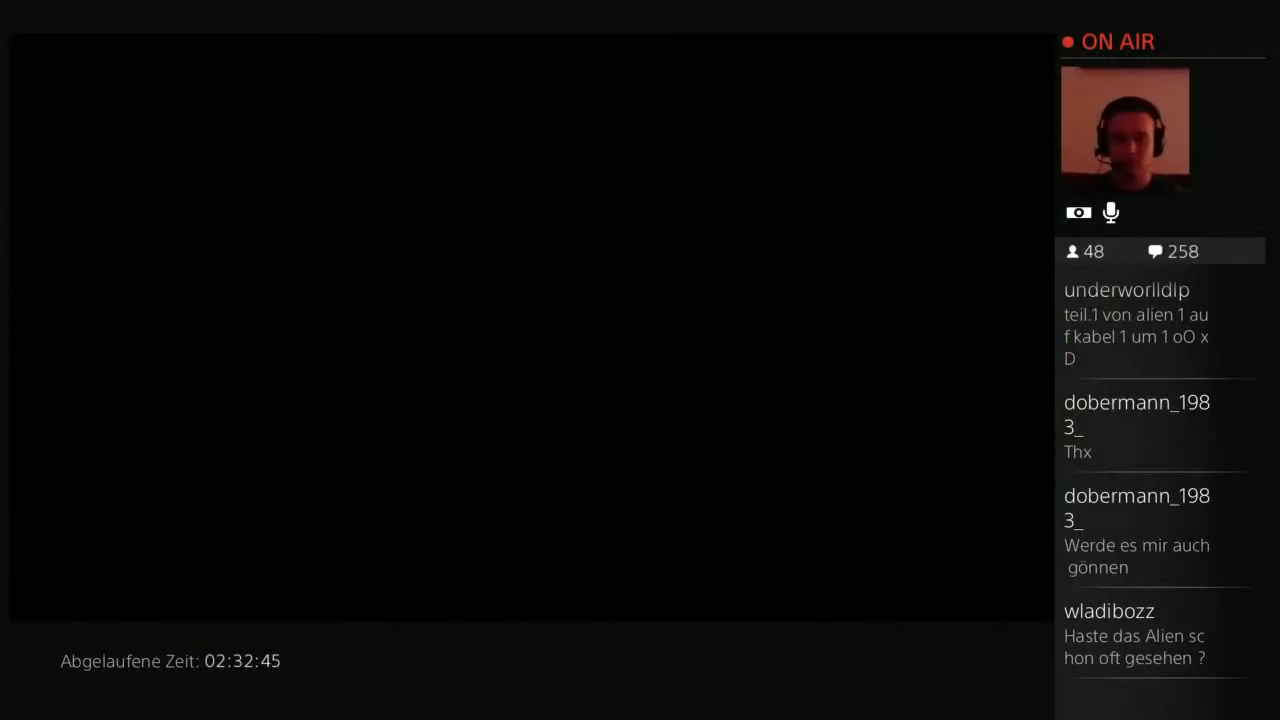 ON AIR
48 258
underworlldlp
teil.1 von alien 1 au
f kabel 1 um 1 oO x
D
dobermann_198
3_
Thx
dobermann_198
3_
Werde es mir auch
gönnen
wladibozz
Haste das Alien sc
hon oft gesehen ?
Abgelaufene Zeit: 02:32:45